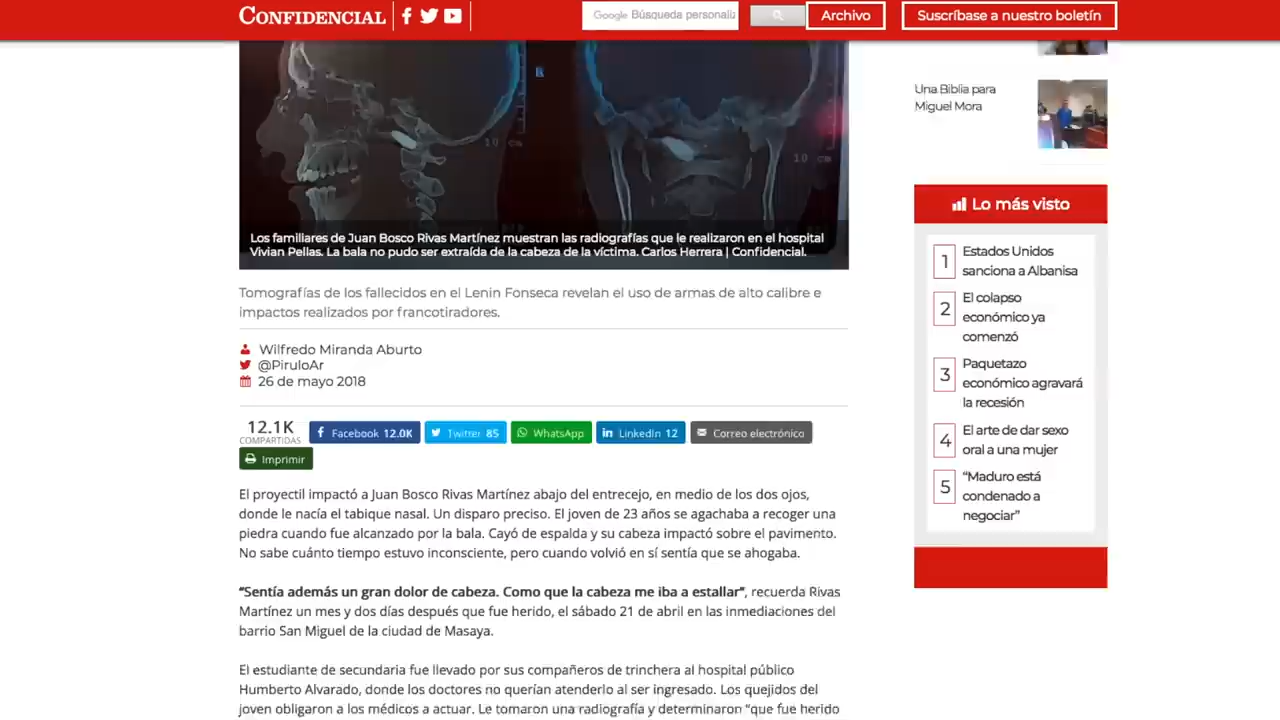 CONFIDENCIAL
Google Búsqueda personaliz
Archivo
Suscríbase a nuestro boletín
10 cm
10 cm
Los familiares de Juan Bosco Rivas Martínez muestran las radiografías que le realizaron en el hospital
Vivian Pellas. La bala no pudo ser extraída de la cabeza de la víctima. Carlos Herrera | Confidencial.
Tomografías de los fallecidos en el Lenin Fonseca revelan el uso de armas de alto calibre e
impactos realizados por francotiradores.
Wilfredo Miranda Aburto
@PiruloAr
26 de mayo 2018
12.1K
COMPARTIDAS
Facebook 12.0K
Twitter 85
WhatsApp
LinkedIn 12
Correo electrónico
Imprimir
El proyectil impactó a Juan Bosco Rivas Martínez abajo del entrecejo, en medio de los dos ojos,
donde le nacía el tabique nasal. Un disparo preciso. El joven de 23 años se agachaba a recoger una
piedra cuando fue alcanzado por la bala. Cayó de espalda y su cabeza impactó sobre el pavimento.
No sabe cuánto tiempo estuvo inconsciente, pero cuando volvió en sí sentía que se ahogaba.
“Sentía además un gran dolor de cabeza. Como que la cabeza me iba a estallar”, recuerda Rivas
Martínez un mes y dos días después que fue herido, el sábado 21 de abril en las inmediaciones del
barrio San Miguel de la ciudad de Masaya.
El estudiante de secundaria fue llevado por sus compañeros de trinchera al hospital público
Humberto Alvarado, donde los doctores no querían atenderlo al ser ingresado. Los quejidos del
joven obligaron a los médicos a actuar. Le tomaron una radiografía y determinaron “que fue herido
Una Biblia para
Miguel Mora
Lo más visto
1
Estados Unidos
sanciona a Albanisa
2
El colapso
económico ya
comenzó
3
Paquetazo
económico agravará
la recesión
4
El arte de dar sexo
oral a una mujer
5
“Maduro está
condenado a
negociar”